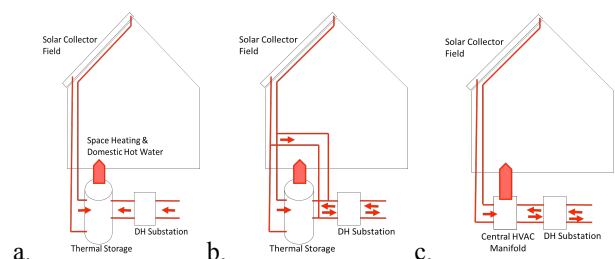 Solar Collector
Field
Space Heating &
Domestic Hot Water
DH Substation
Thermal Storage
a.
Solar Collector
Field
DH Substation
Thermal Storage
b.
Solar Collector
Field
Central HVAC
Manifold
DH Substation
c.